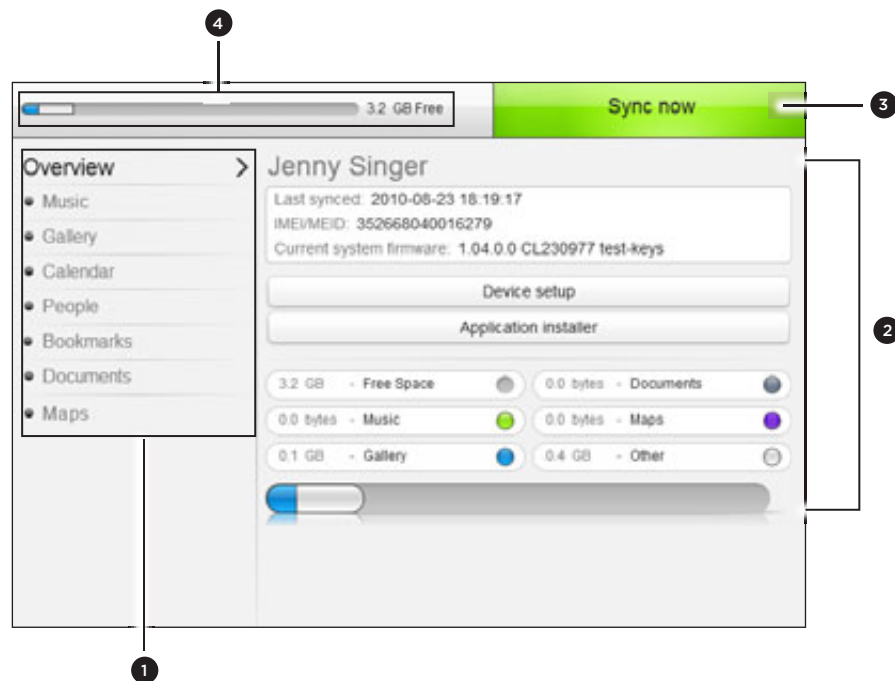 4
3.2 GB Free
Sync now
3
Overview
Music
Gallery
Calendar
People
Bookmarks
Documents
Maps
Jenny Singer
Last synced: 2010-08-23 18:19:17
IMEI/MEID: 352668040016279
Current system firmware: 1.04.0.0 CL230977 test-keys
Device setup
Application installer
2
3.2 GB - Free Space
0.0 bytes - Documents
0.0 bytes - Music
0.0 bytes - Maps
0.1 GB - Gallery
0.4 GB - Other
1